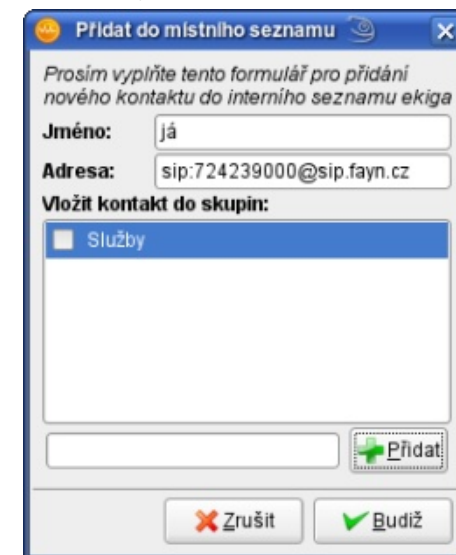 Přidat do místního seznamu
Prosím vyplňte tento formulář pro přidání
nového kontaktu do interního seznamu ekiga
Jméno: já
Adresa: sip:724239000@sip.fayn.cz
Vložit kontakt do skupin:
Služby
Přidat
Zrušit Budiž